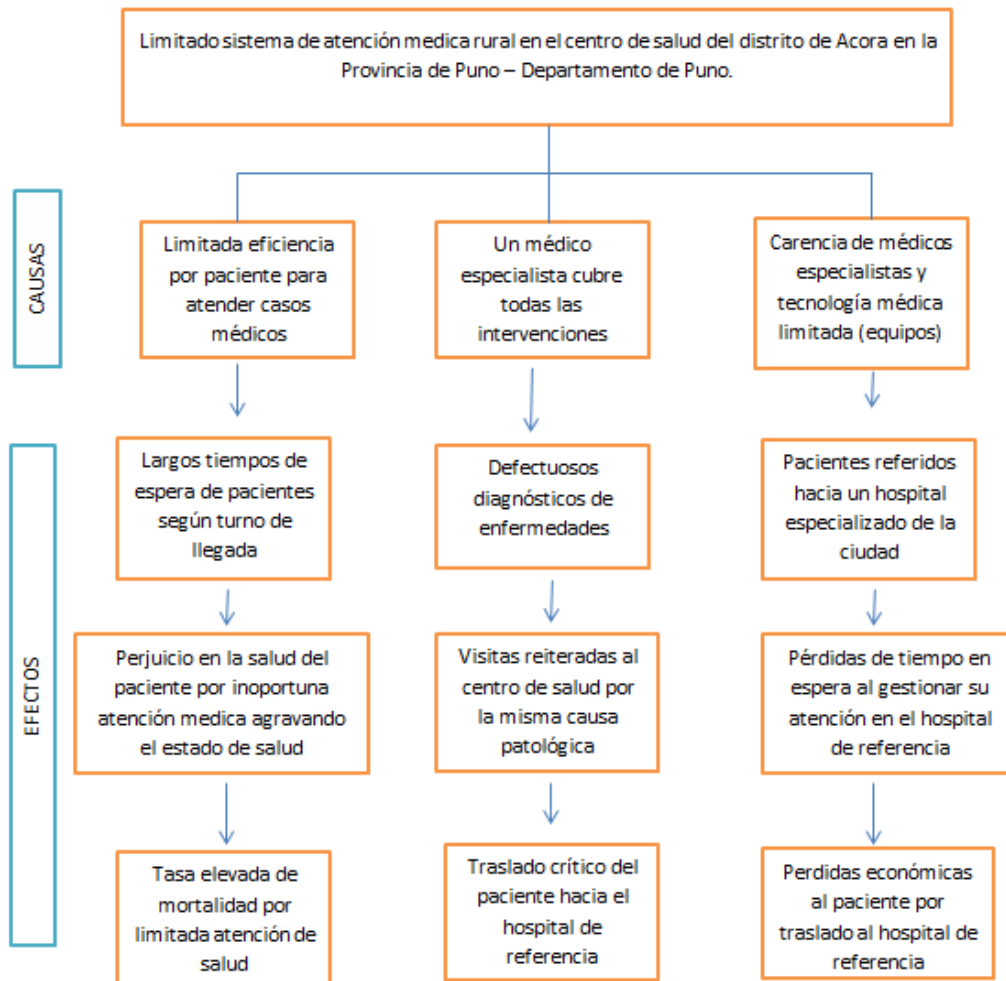 Limitado sistema de atención medica rural en el centro de salud del distrito de Acora en la
Provincia de Puno – Departamento de Puno.
CAUSAS
Limitada eficiencia
por paciente para
atender casos
médicos
Un médico
especialista cubre
todas las
intervenciones
Carencia de médicos
especialistas y
tecnología médica
limitada (equipos)
EFECTOS
Largos tiempos de
espera de pacientes
según turno de
llegada
Defectuosos
diagnósticos de
enfermedades
Pacientes referidos
hacia un hospital
especializado de la
ciudad
Perjuicio en la salud del
paciente por inoportuna
atención medica agravando
el estado de salud
Visitas reiteradas al
centro de salud por
la misma causa
patológica
Pérdidas de tiempo en
espera al gestionar su
atención en el hospital
de referencia
Tasa elevada de
mortalidad por
limitada atención de
salud
Traslado crítico del
paciente hacia el
hospital de
referencia
Perdidas económicas
al paciente por
traslado al hospital de
referencia